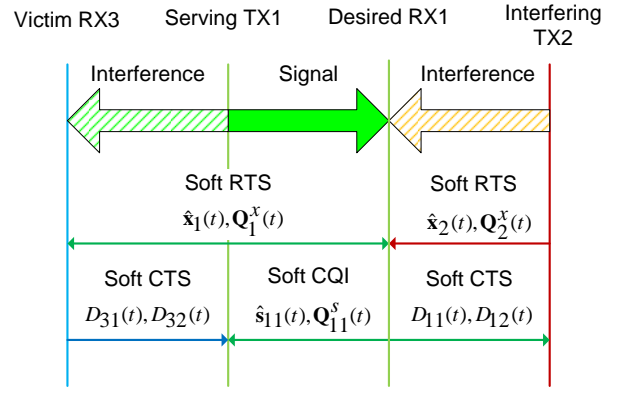 Victim RX3 Serving TX1 Desired RX1 Interfering TX2
Interference Signal Interference
Soft RTS Soft RTS
x̂₁(t), Q₁ˣ(t) x̂₂(t), Q₂ˣ(t)
Soft CTS Soft CQI Soft CTS
D₃₁(t), D₃₂(t) ŝ₁₁(t), Q₁₁ˢ(t) D₁₁(t), D₁₂(t)